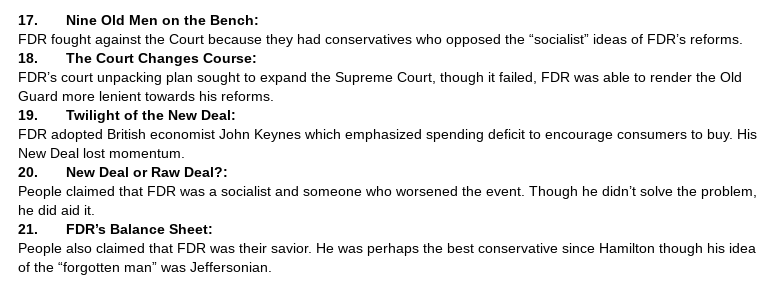 17. Nine Old Men on the Bench:
FDR fought against the Court because they had conservatives who opposed the “socialist” ideas of FDR’s reforms.
18. The Court Changes Course:
FDR’s court unpacking plan sought to expand the Supreme Court, though it failed, FDR was able to render the Old
Guard more lenient towards his reforms.
19. Twilight of the New Deal:
FDR adopted British economist John Keynes which emphasized spending deficit to encourage consumers to buy. His
New Deal lost momentum.
20. New Deal or Raw Deal?:
People claimed that FDR was a socialist and someone who worsened the event. Though he didn’t solve the problem,
he did aid it.
21. FDR’s Balance Sheet:
People also claimed that FDR was their savior. He was perhaps the best conservative since Hamilton though his idea
of the “forgotten man” was Jeffersonian.